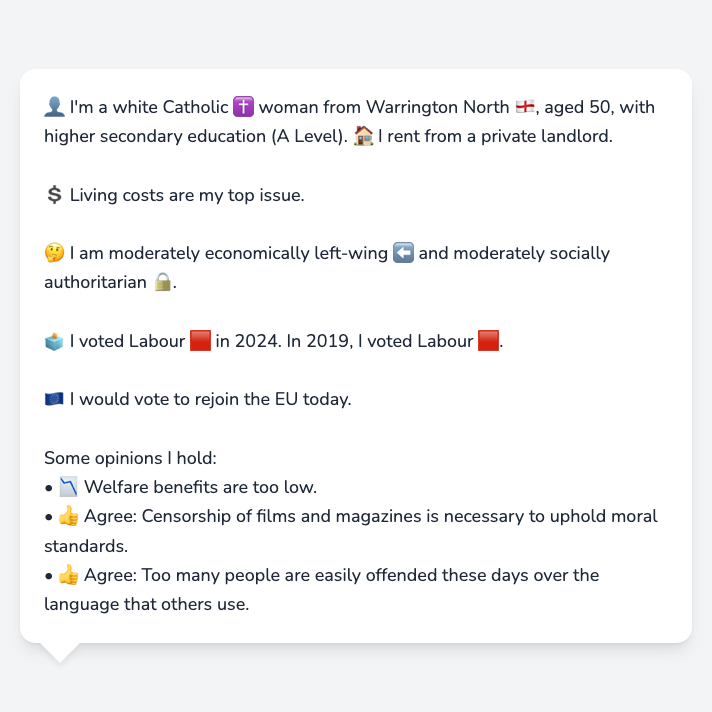 👤 I'm a white Catholic ✝️ woman from Warrington North 🏴󠁧󠁢󠁥󠁮󠁧󠁿, aged 50, with
higher secondary education (A Level). 🏠 I rent from a private landlord.
💲 Living costs are my top issue.
🤔 I am moderately economically left-wing ⬅️ and moderately socially
authoritarian 🔒.
🗳️ I voted Labour 🟥 in 2024. In 2019, I voted Labour 🟥.
🇪🇺 I would vote to rejoin the EU today.
Some opinions I hold:
• 📉 Welfare benefits are too low.
• 👍 Agree: Censorship of films and magazines is necessary to uphold moral
standards.
• 👍 Agree: Too many people are easily offended these days over the
language that others use.